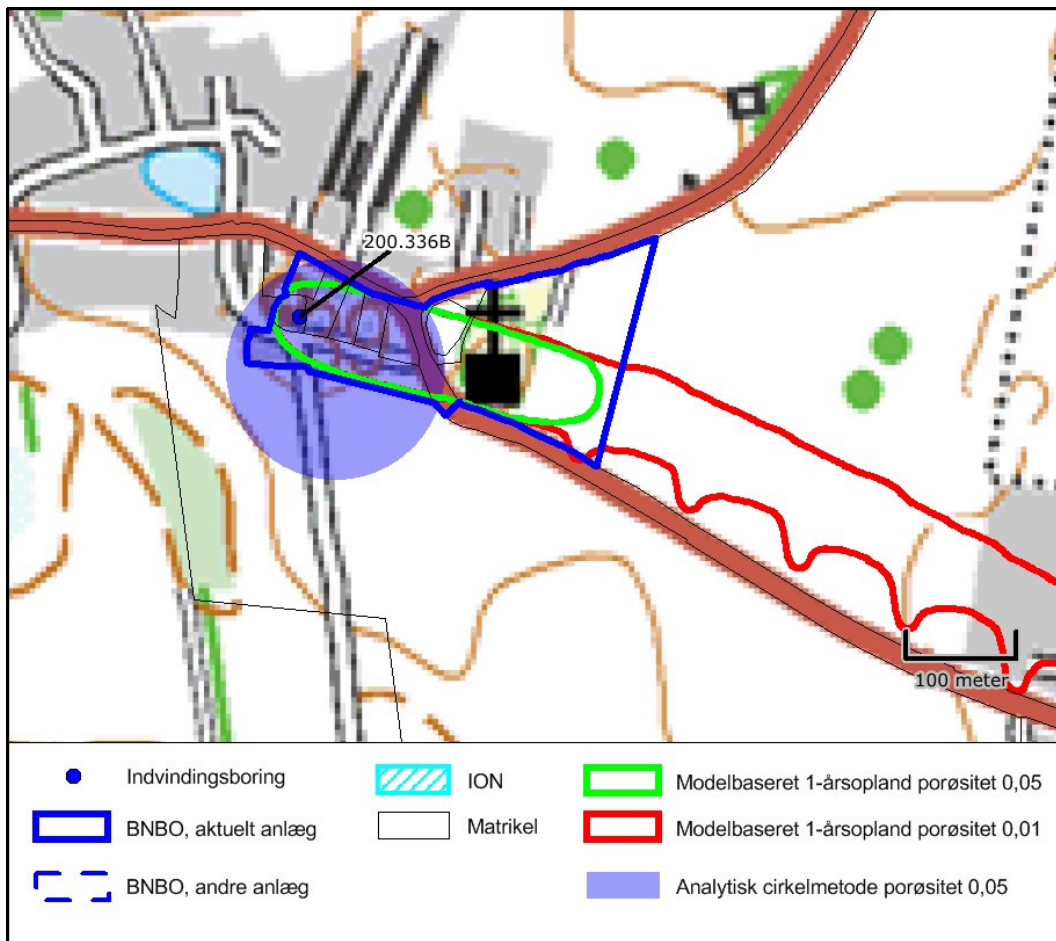 200.336B
100 meter
Indvindingsboring
ION
Modelbaseret 1-årsopland porøsitet 0,05
BNBO, aktuelt anlæg
Matrikel
Modelbaseret 1-årsopland porøsitet 0,01
BNBO, andre anlæg
Analytisk cirkelmetode porøsitet 0,05